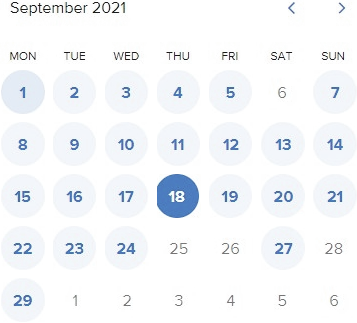 September 2021
MON TUE WED THU FRI SAT SUN
1 2 3 4 5 6 7
8 9 10 11 12 13 14
15 16 17 18 19 20 21
22 23 24 25 26 27 28
29 1 2 3 4 5 6